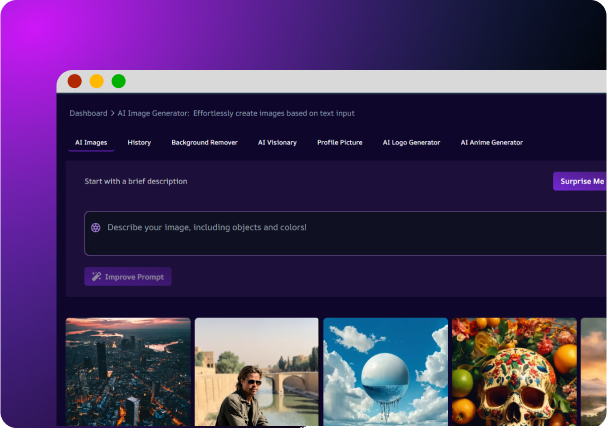 Dashboard > AI Image Generator: Effortlessly create images based on text input
AI Images History Background Remover AI Visionary Profile Picture AI Logo Generator AI Anime Generator
Start with a brief description
Surprise Me
Describe your image, including objects and colors!
Improve Prompt